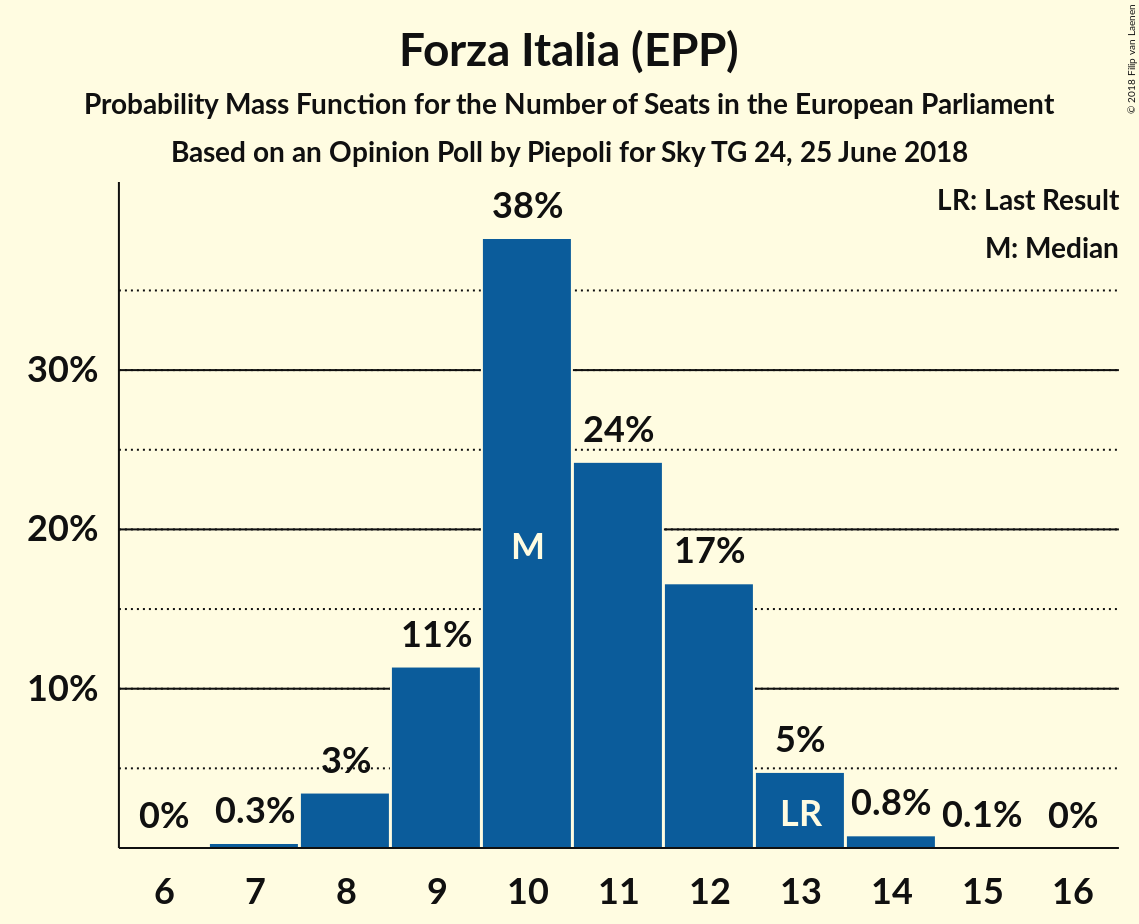 Forza Italia (EPP)
Probability Mass Function for the Number of Seats in the European Parliament
Based on an Opinion Poll by Piepoli for Sky TG 24, 25 June 2018
© 2018 Filip van Laenen
LR: Last Result
M: Median
30%
20%
10%
0%
0.3%
3%
11%
38%
24%
17%
5%
0.8%
0.1%
0%
M
LR
6 7 8 9 10 11 12 13 14 15 16